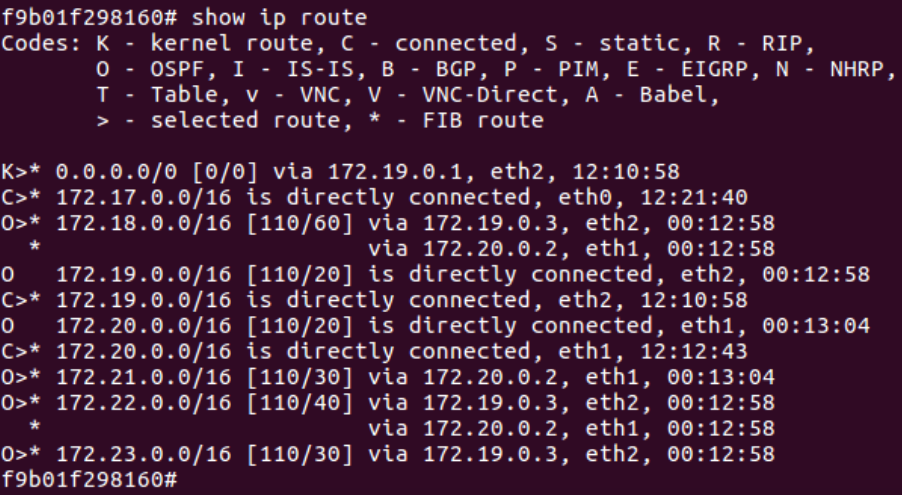 f9b01f298160# show ip route
Codes: K - kernel route, C - connected, S - static, R - RIP,
       O - OSPF, I - IS-IS, B - BGP, P - PIM, E - EIGRP, N - NHRP,
       T - Table, v - VNC, V - VNC-Direct, A - Babel,
       > - selected route, * - FIB route

K>* 0.0.0.0/0 [0/0] via 172.19.0.1, eth2, 12:10:58
C>* 172.17.0.0/16 is directly connected, eth0, 12:21:40
O>* 172.18.0.0/16 [110/60] via 172.19.0.3, eth2, 00:12:58
  *                        via 172.20.0.2, eth1, 00:12:58
O   172.19.0.0/16 [110/20] is directly connected, eth2, 00:12:58
C>* 172.19.0.0/16 is directly connected, eth2, 12:10:58
O   172.20.0.0/16 [110/20] is directly connected, eth1, 00:13:04
C>* 172.20.0.0/16 is directly connected, eth1, 12:12:43
O>* 172.21.0.0/16 [110/30] via 172.20.0.2, eth1, 00:13:04
O>* 172.22.0.0/16 [110/40] via 172.19.0.3, eth2, 00:12:58
  *                        via 172.20.0.2, eth1, 00:12:58
O>* 172.23.0.0/16 [110/30] via 172.19.0.3, eth2, 00:12:58
f9b01f298160#